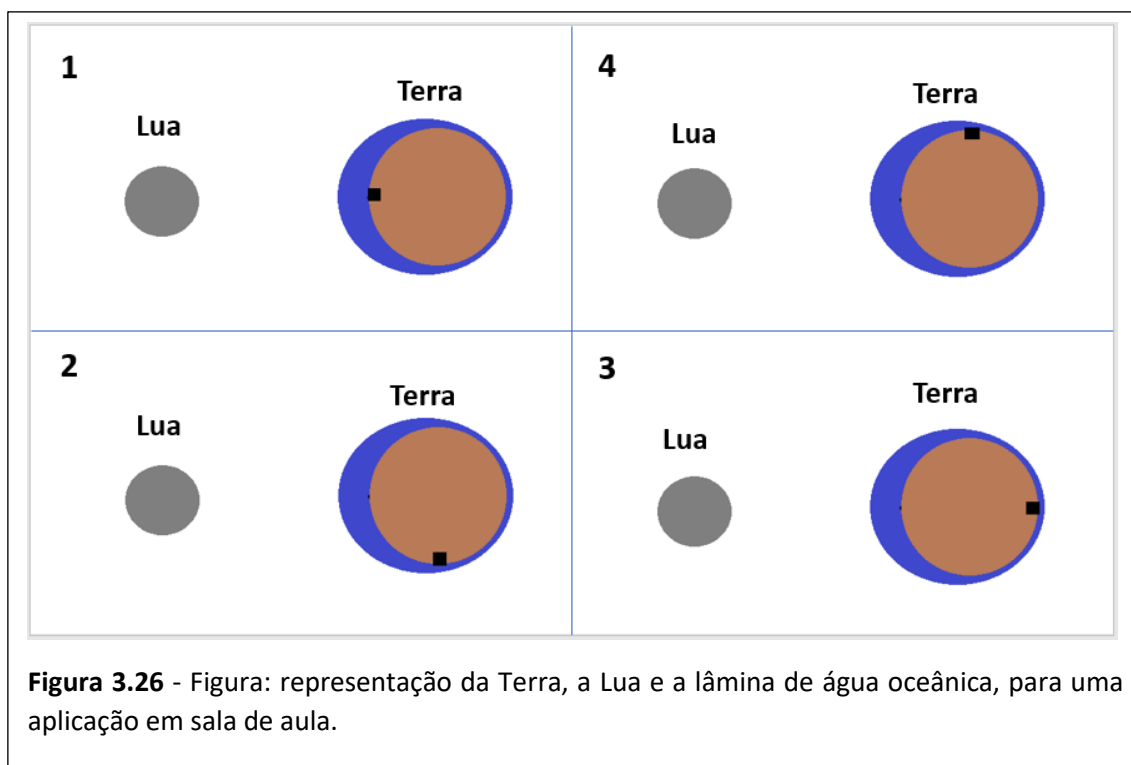 1
Terra
Lua
4
Terra
Lua
2
Terra
Lua
3
Terra
Lua
Figura 3.26 - Figura: representação da Terra, a Lua e a lâmina de água oceânica, para uma
aplicação em sala de aula.